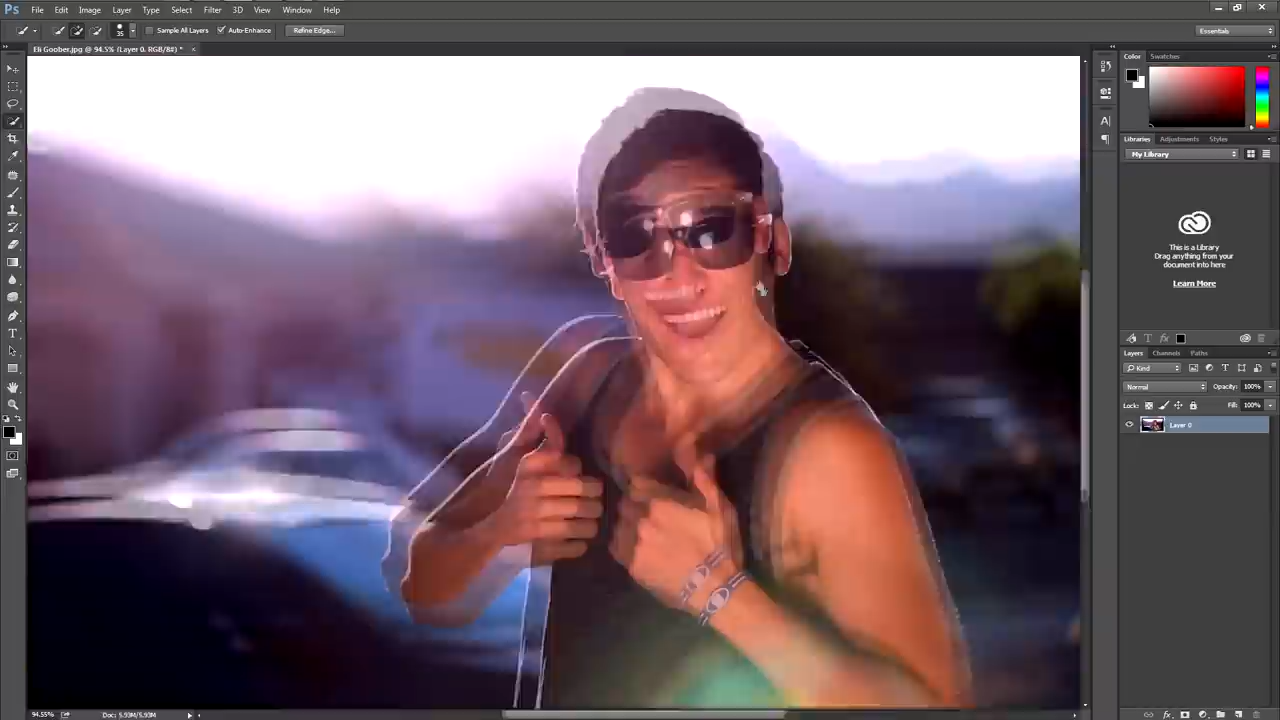 Ps File Edit Image Layer Type Select Filter 3D View Window Help
35 Sample All Layers Auto-Enhance Refine Edge... Essentials
Eli Goober.jpg @ 94.5% (Layer 0, RGB/8#) * ×
Color Swatches
Libraries Adjustments Styles
My Library
This is a Library
Drag anything from your
document into here
Learn More
Layers Channels Paths
Kind
Normal Opacity: 100%
Lock: Fill: 100%
Layer 0
94.55% Doc: 5.93M/5.93M